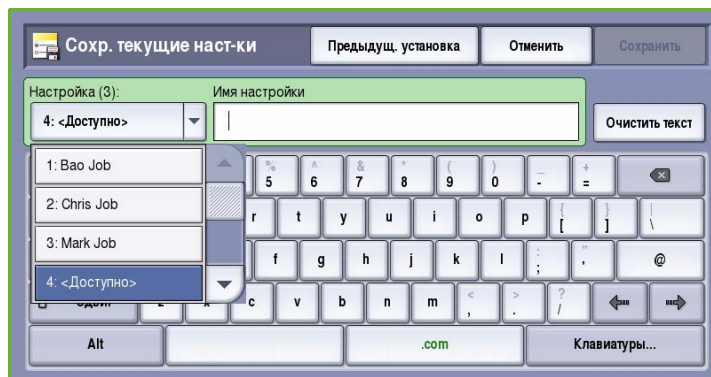 Сохр. текущие наст-ки Предыдущ. установка Отменить Сохранить
Настройка (3): Имя настройки
4: <Доступно> Очистить текст
1: Bao Job
% 5 ^ 6 & 7 * 8 ( 9 ) 0 _ - + =
2: Chris Job
r t y u i o p { [ } ] | \
3: Mark Job
f g h j k l : ; " ' @
4: <Доступно>
c v b n m < , > . ? /
Alt .com Клавиатуры...